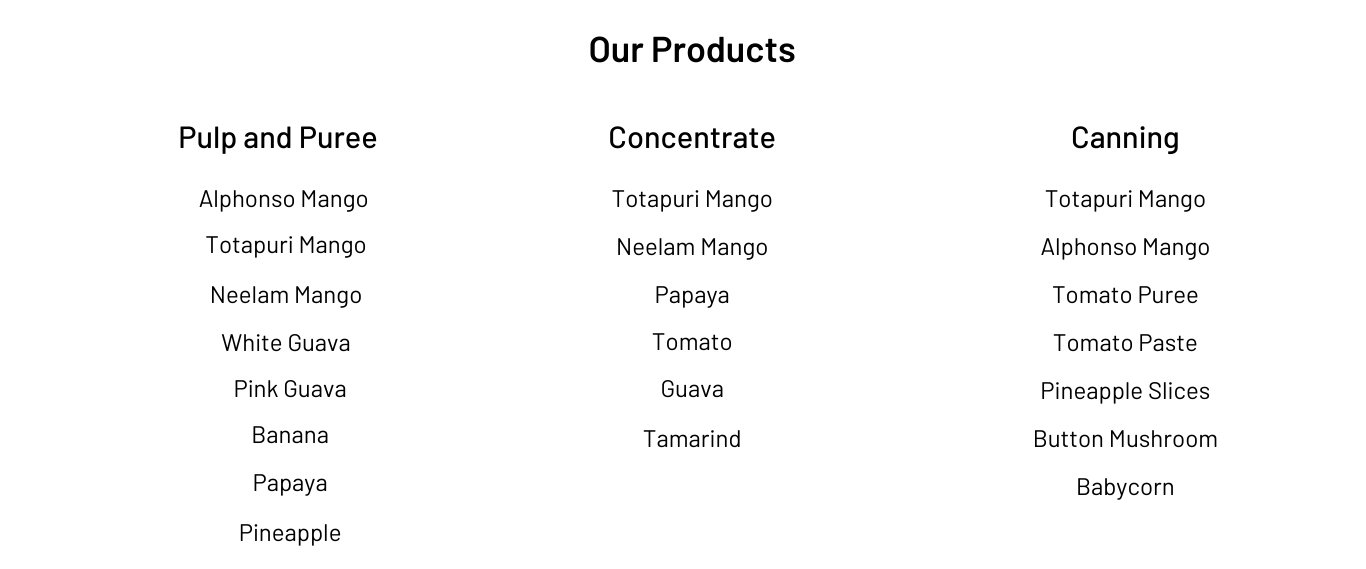 Our Products
Pulp and Puree
Alphonso Mango
Totapuri Mango
Neelam Mango
White Guava
Pink Guava
Banana
Papaya
Pineapple
Concentrate
Totapuri Mango
Neelam Mango
Papaya
Tomato
Guava
Tamarind
Canning
Totapuri Mango
Alphonso Mango
Tomato Puree
Tomato Paste
Pineapple Slices
Button Mushroom
Babycorn